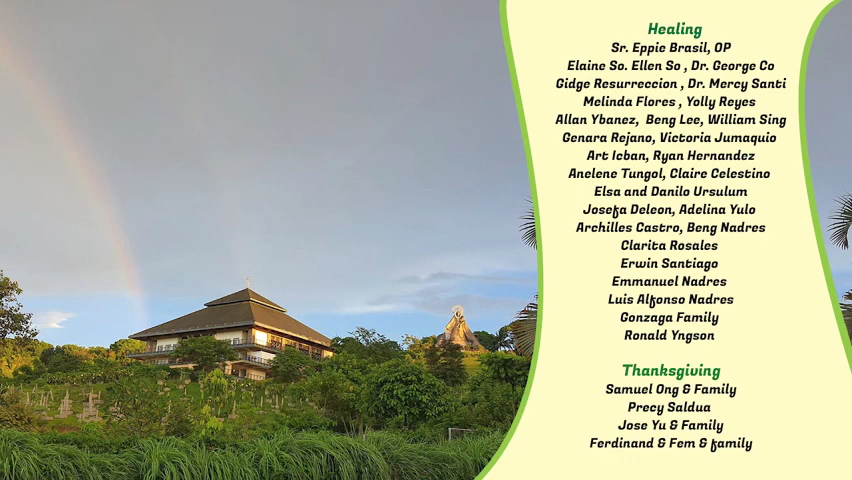 Healing
Sr. Eppie Brasil, OP
Elaine So. Ellen So , Dr. George Co
Gidge Resurreccion , Dr. Mercy Santi
Melinda Flores , Yolly Reyes
Allan Ybanez, Beng Lee, William Sing
Genara Rejano, Victoria Jumaquio
Art Icban, Ryan Hernandez
Anelene Tungol, Claire Celestino
Elsa and Danilo Ursulum
Josefa Deleon, Adelina Yulo
Archilles Castro, Beng Nadres
Clarita Rosales
Erwin Santiago
Emmanuel Nadres
Luis Alfonso Nadres
Gonzaga Family
Ronald Yngson
Thanksgiving
Samuel Ong & Family
Precy Saldua
Jose Yu & Family
Ferdinand & Fem & family